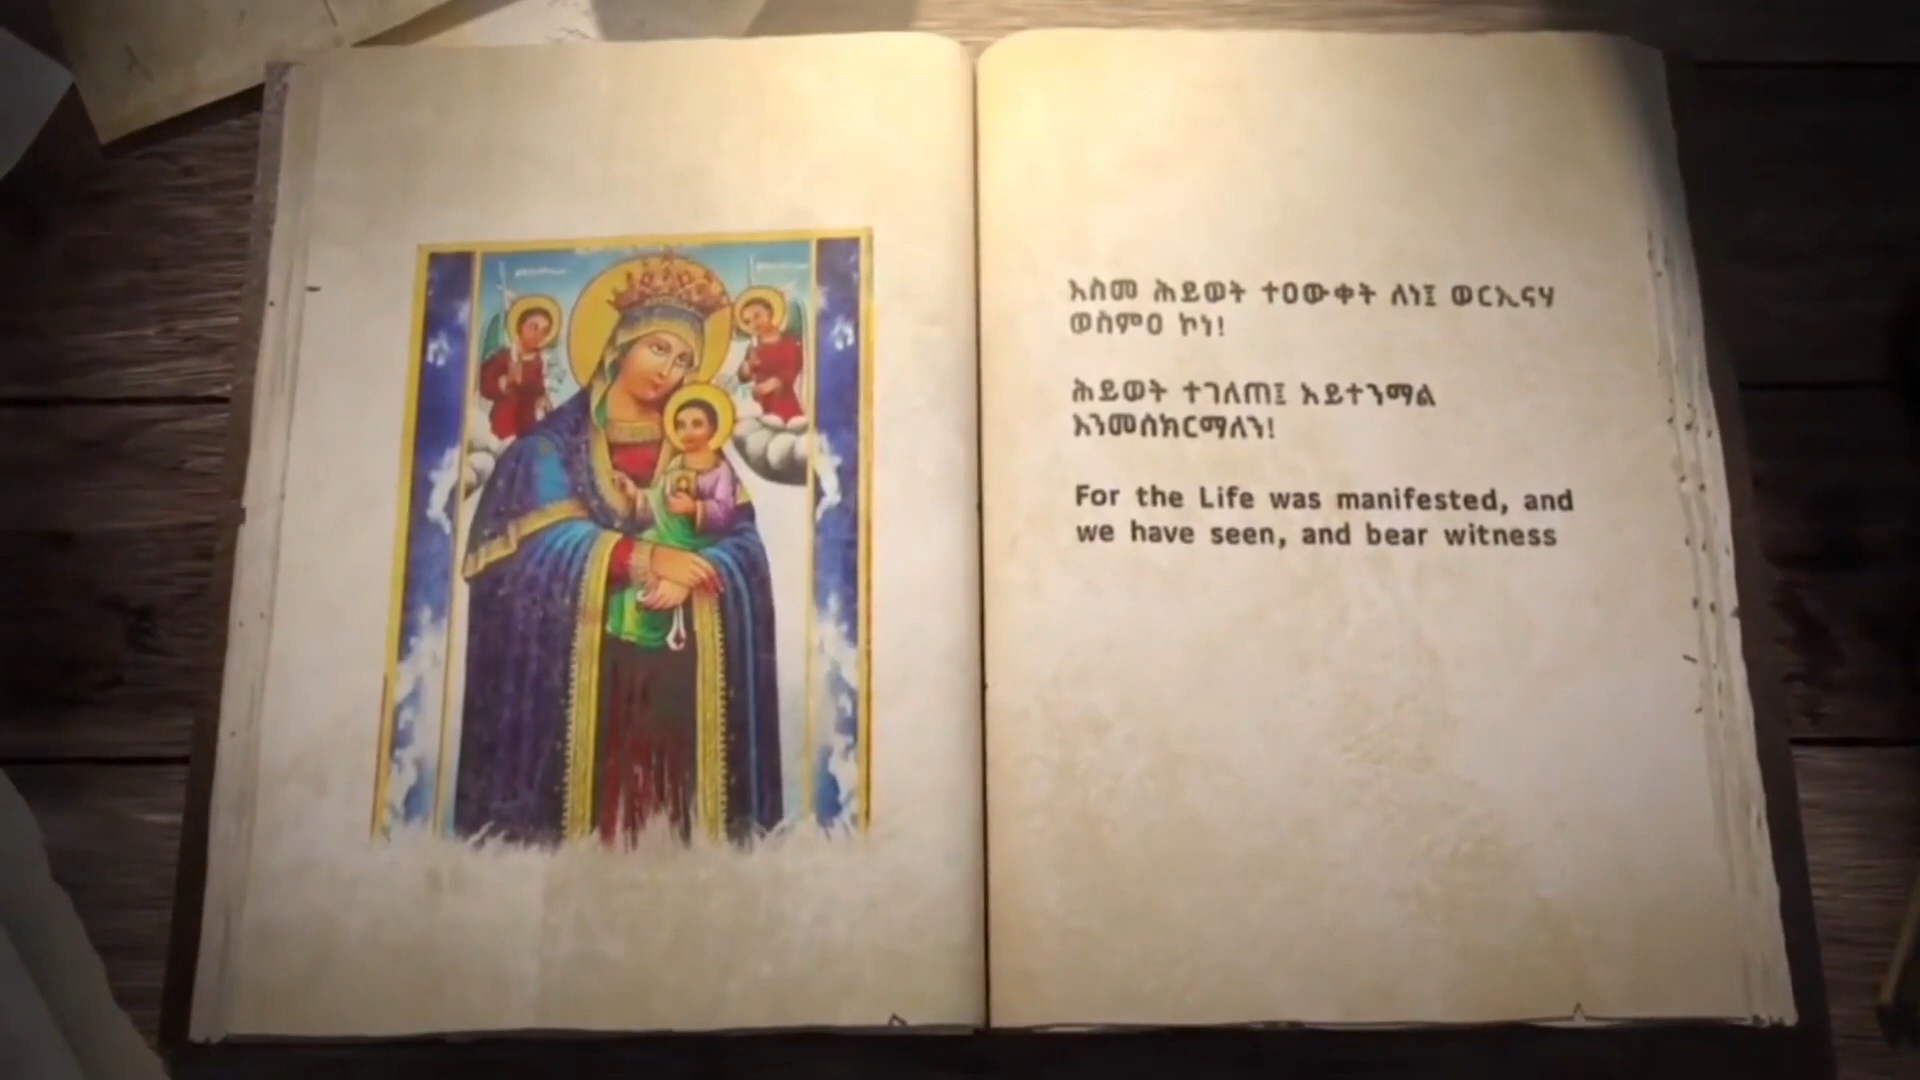 እስመ ሕይወት ተዐውቀት ለነ፤ ወርኢናሃ
ወስምዐ ኮነ!
ሕይወት ተገለጠ፤ አይተንማል
እንመሰክርማለን!
For the Life was manifested, and
we have seen, and bear witness